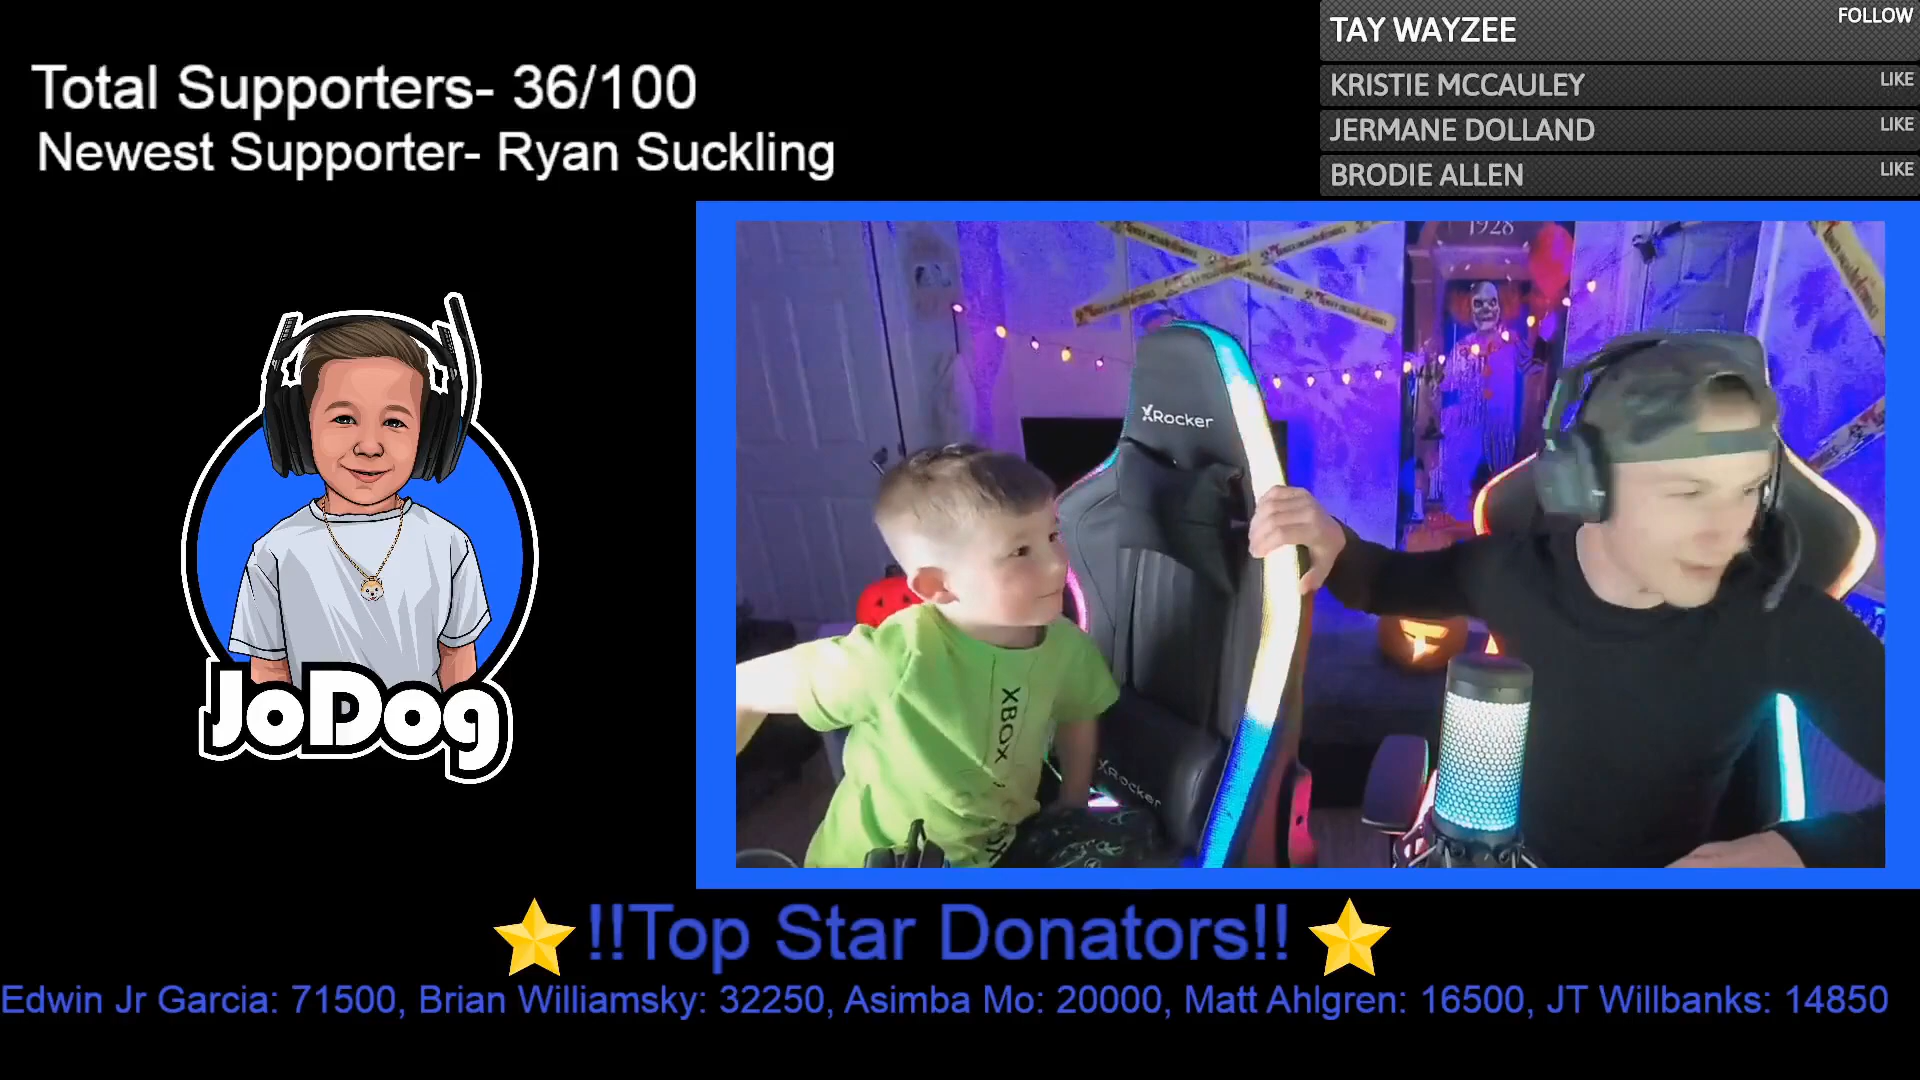 Total Supporters- 36/100
Newest Supporter- Ryan Suckling
TAY WAYZEE FOLLOW
KRISTIE MCCAULEY LIKE
JERMANE DOLLAND LIKE
BRODIE ALLEN LIKE
1928
XRocker
XBOX
XRocker
JoDog
!!Top Star Donators!!
Edwin Jr Garcia: 71500, Brian Williamsky: 32250, Asimba Mo: 20000, Matt Ahlgren: 16500, JT Willbanks: 14850